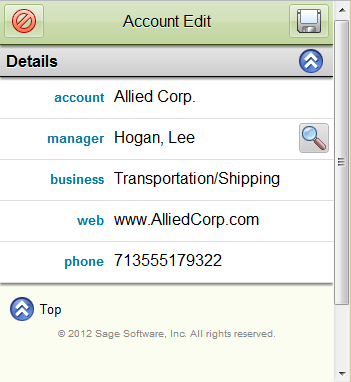 Account Edit
Details
account Allied Corp.
manager Hogan, Lee
business Transportation/Shipping
web www.AlliedCorp.com
phone 713555179322
Top
© 2012 Sage Software, Inc. All rights reserved.